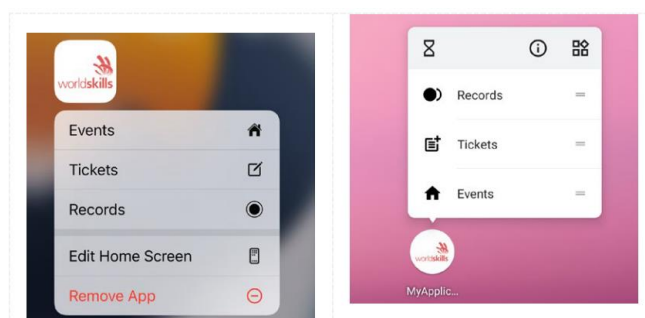 worldskills
Events
Tickets
Records
Edit Home Screen
Remove App
Records
Tickets
Events
worldskills
MyApplic...